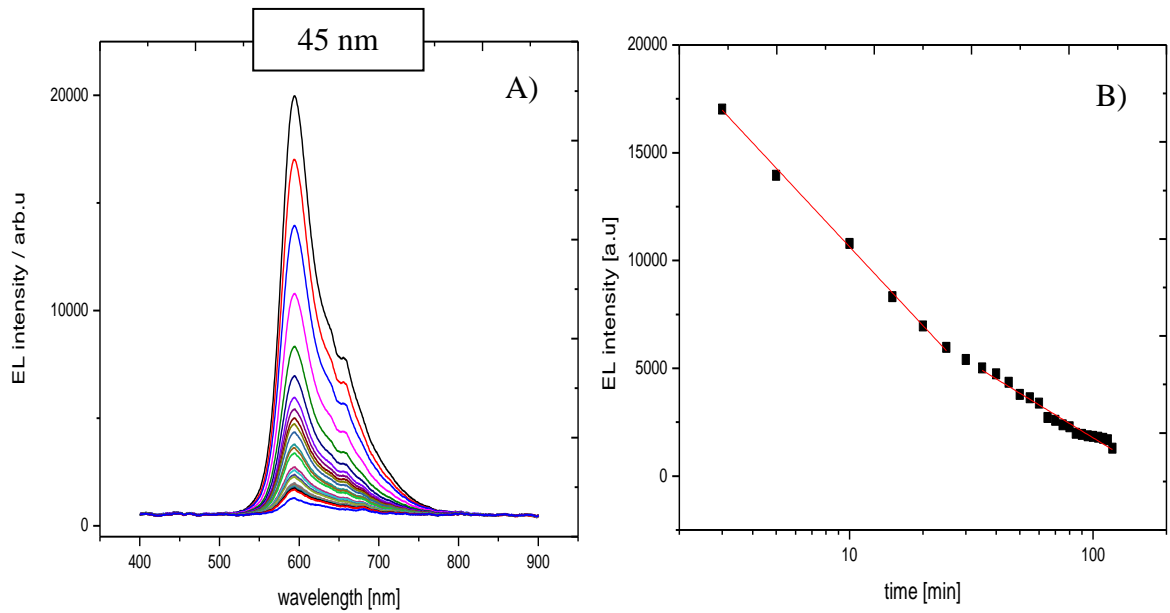 45 nm
A)
EL intensity / arb.u
20000
10000
0
400 500 600 700 800 900
wavelength [nm]
B)
EL intensity [a.u]
20000
15000
10000
5000
0
10 100
time [min]